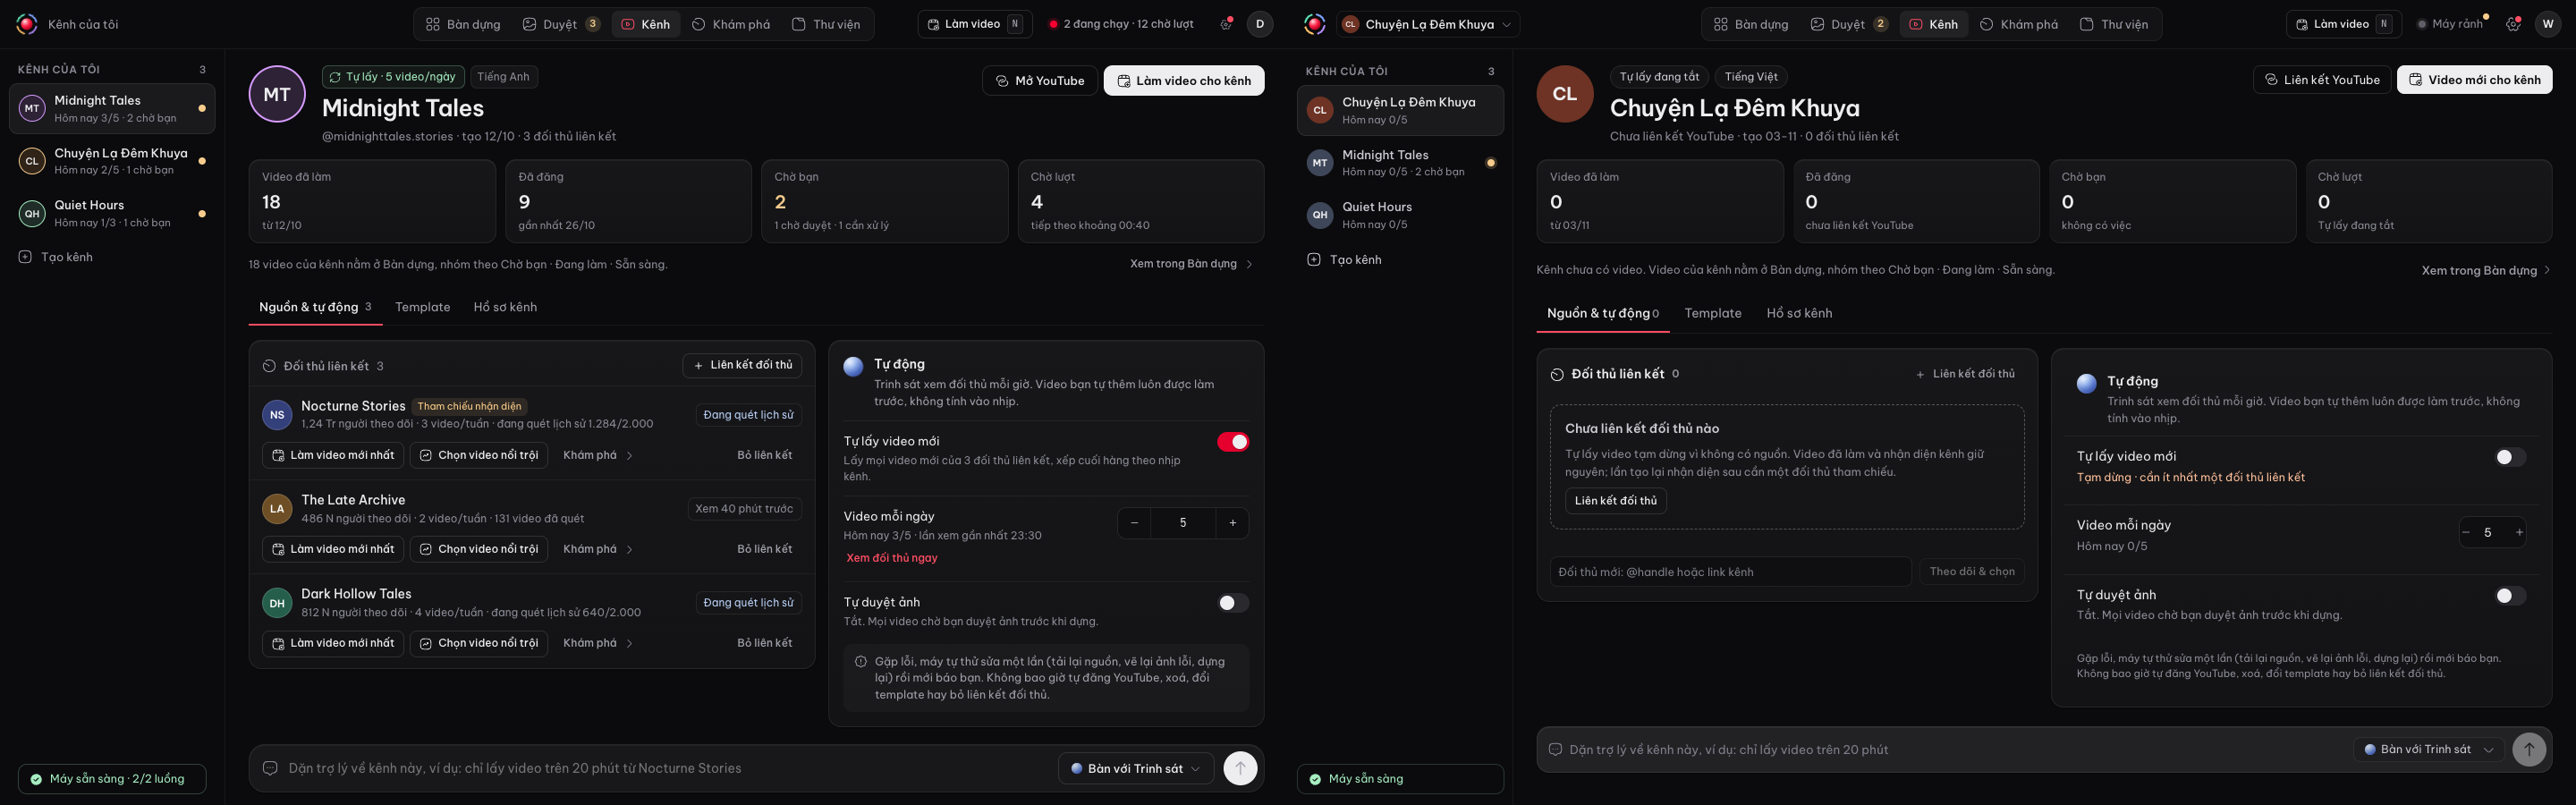 Kênh của tôi
Bàn dựng
Duyệt 3
Kênh
Khám phá
Thư viện
Làm video N
2 đang chạy · 12 chờ lượt
D
KÊNH CỦA TÔI 3
MT
Midnight Tales
Hôm nay 3/5 · 2 chờ bạn
CL
Chuyện Lạ Đêm Khuya
Hôm nay 2/5 · 1 chờ bạn
QH
Quiet Hours
Hôm nay 1/3 · 1 chờ bạn
Tạo kênh
Máy sẵn sàng · 2/2 luồng
MT
Tự lấy · 5 video/ngày
Tiếng Anh
Midnight Tales
@midnighttales.stories · tạo 12/10 · 3 đối thủ liên kết
Mở YouTube
Làm video cho kênh
Video đã làm
18
từ 12/10
Đã đăng
9
gần nhất 26/10
Chờ bạn
2
1 chờ duyệt · 1 cần xử lý
Chờ lượt
4
tiếp theo khoảng 00:40
18 video của kênh nằm ở Bàn dựng, nhóm theo Chờ bạn · Đang làm · Sẵn sàng.
Xem trong Bàn dựng
Nguồn & tự động 3
Template
Hồ sơ kênh
Đối thủ liên kết 3
+ Liên kết đối thủ
NS
Nocturne Stories
Tham chiếu nhận diện
1,24 Tr người theo dõi · 3 video/tuần · đang quét lịch sử 1.284/2.000
Đang quét lịch sử
Làm video mới nhất
Chọn video nổi trội
Khám phá
Bỏ liên kết
LA
The Late Archive
486 N người theo dõi · 2 video/tuần · 131 video đã quét
Xem 40 phút trước
Làm video mới nhất
Chọn video nổi trội
Khám phá
Bỏ liên kết
DH
Dark Hollow Tales
812 N người theo dõi · 4 video/tuần · đang quét lịch sử 640/2.000
Đang quét lịch sử
Làm video mới nhất
Chọn video nổi trội
Khám phá
Bỏ liên kết
Tự động
Trinh sát xem đối thủ mỗi giờ. Video bạn tự thêm luôn được làm
trước, không tính vào nhịp.
Tự lấy video mới
Lấy mọi video mới của 3 đối thủ liên kết, xếp cuối hàng theo nhịp
kênh.
Video mỗi ngày
Hôm nay 3/5 · lần xem gần nhất 23:30
− 5 +
Xem đối thủ ngay
Tự duyệt ảnh
Tắt. Mọi video chờ bạn duyệt ảnh trước khi dựng.
Gặp lỗi, máy tự thử sửa một lần (tải lại nguồn, vẽ lại ảnh lỗi, dựng
lại) rồi mới báo bạn. Không bao giờ tự đăng YouTube, xoá, đổi
template hay bỏ liên kết đối thủ.
Dặn trợ lý về kênh này, ví dụ: chỉ lấy video trên 20 phút từ Nocturne Stories
Bàn với Trinh sát
CL
Chuyện Lạ Đêm Khuya
Bàn dựng
Duyệt 2
Kênh
Khám phá
Thư viện
Làm video N
Máy rảnh
W
KÊNH CỦA TÔI 3
CL
Chuyện Lạ Đêm Khuya
Hôm nay 0/5
MT
Midnight Tales
Hôm nay 0/5 · 2 chờ bạn
QH
Quiet Hours
Hôm nay 0/5
Tạo kênh
Máy sẵn sàng
CL
Tự lấy đang tắt
Tiếng Việt
Chuyện Lạ Đêm Khuya
Chưa liên kết YouTube · tạo 03-11 · 0 đối thủ liên kết
Liên kết YouTube
Video mới cho kênh
Video đã làm
0
từ 03/11
Đã đăng
0
chưa liên kết YouTube
Chờ bạn
0
không có việc
Chờ lượt
0
Tự lấy đang tắt
Kênh chưa có video. Video của kênh nằm ở Bàn dựng, nhóm theo Chờ bạn · Đang làm · Sẵn sàng.
Xem trong Bàn dựng
Nguồn & tự động 0
Template
Hồ sơ kênh
Đối thủ liên kết 0
+ Liên kết đối thủ
Chưa liên kết đối thủ nào
Tự lấy video tạm dừng vì không có nguồn. Video đã làm và nhận diện kênh giữ
nguyên; lần tạo lại nhận diện sau cần một đối thủ tham chiếu.
Liên kết đối thủ
Đối thủ mới: @handle hoặc link kênh
Theo dõi & chọn
Tự động
Trinh sát xem đối thủ mỗi giờ. Video bạn tự thêm luôn được làm trước, không
tính vào nhịp.
Tự lấy video mới
Tạm dừng · cần ít nhất một đối thủ liên kết
Video mỗi ngày
Hôm nay 0/5
− 5 +
Tự duyệt ảnh
Tắt. Mọi video chờ bạn duyệt ảnh trước khi dựng.
Gặp lỗi, máy tự thử sửa một lần (tải lại nguồn, vẽ lại ảnh lỗi, dựng lại) rồi mới báo bạn.
Không bao giờ tự đăng YouTube, xoá, đổi template hay bỏ liên kết đối thủ.
Dặn trợ lý về kênh này, ví dụ: chỉ lấy video trên 20 phút
Bàn với Trinh sát